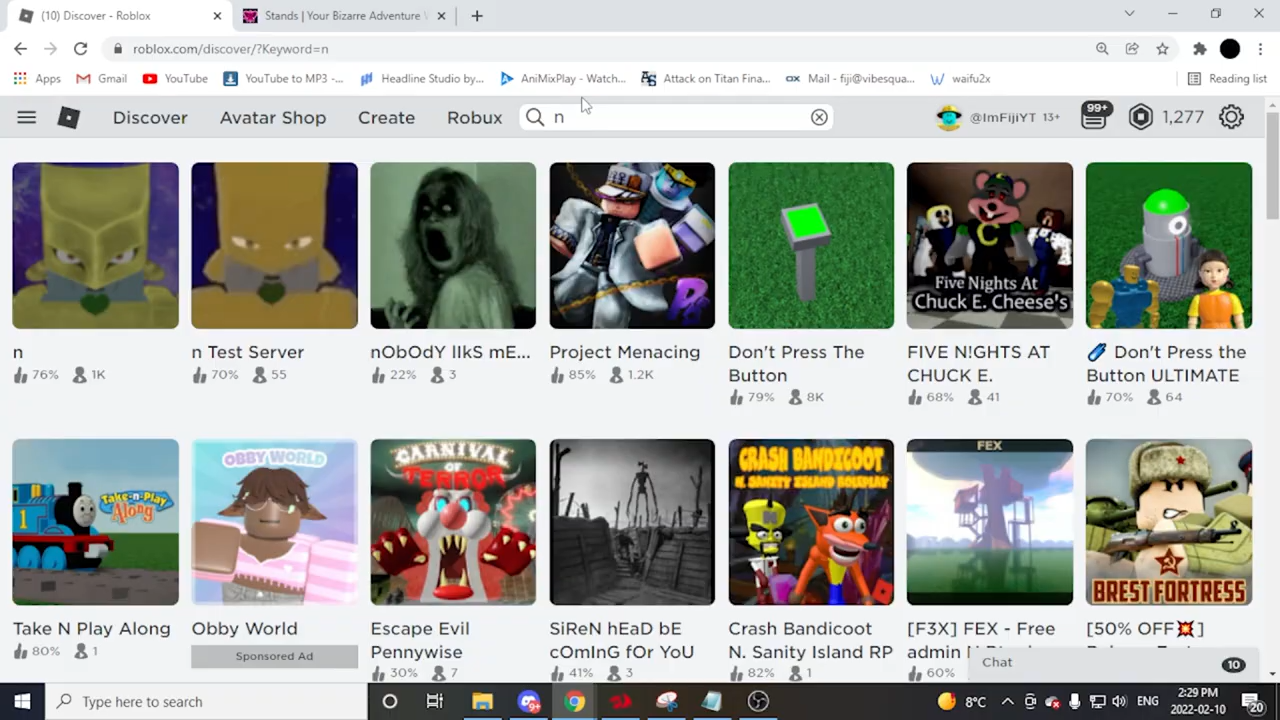 (10) Discover - Roblox
Stands | Your Bizarre Adventure
roblox.com/discover/?Keyword=n
Apps
Gmail
YouTube
YouTube to MP3 -...
Headline Studio by...
AniMixPlay - Watch...
Attack on Titan Fina...
Mail - fiji@vibesqua...
waifu2x
Reading list
Discover
Avatar Shop
Create
Robux
n
@ImFijiYT 13+
99+
1,277
Five Nights At
Chuck E. Cheese's
n
n Test Server
nObOdY lIkS mE...
Project Menacing
Don't Press The
Button
FIVE N!GHTS AT
CHUCK E.
Don't Press the
Button ULTIMATE
76% 1K
70% 55
22% 3
85% 1.2K
79% 8K
68% 41
70% 64
Take-n-Play
Along
OBBY WORLD
CARNIVAL
OF
TERROR
CRASH BANDICOOT
N. SANITY ISLAND ROLEPLAY
FEX
BREST FORTRESS
Take N Play Along
Obby World
Escape Evil
Pennywise
SiReN hEaD bE
cOmInG fOr YoU
Crash Bandicoot
N. Sanity Island RP
[F3X] FEX - Free
[50% OFF💥]
80% 1
Sponsored Ad
30% 7
41% 3
82% 1
60%
Chat
10
Type here to search
8°C
ENG
2:29 PM
2022-02-10
20